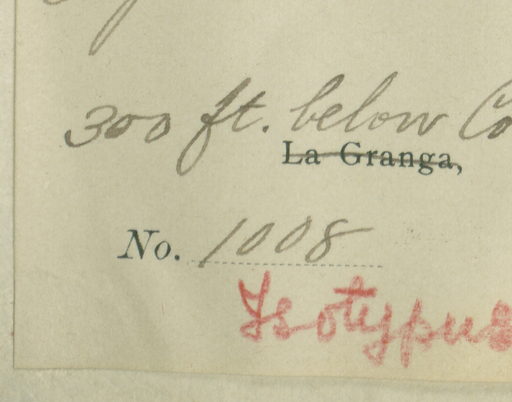 300 ft. below Co
La Granga,
No. 1008
Isotypus